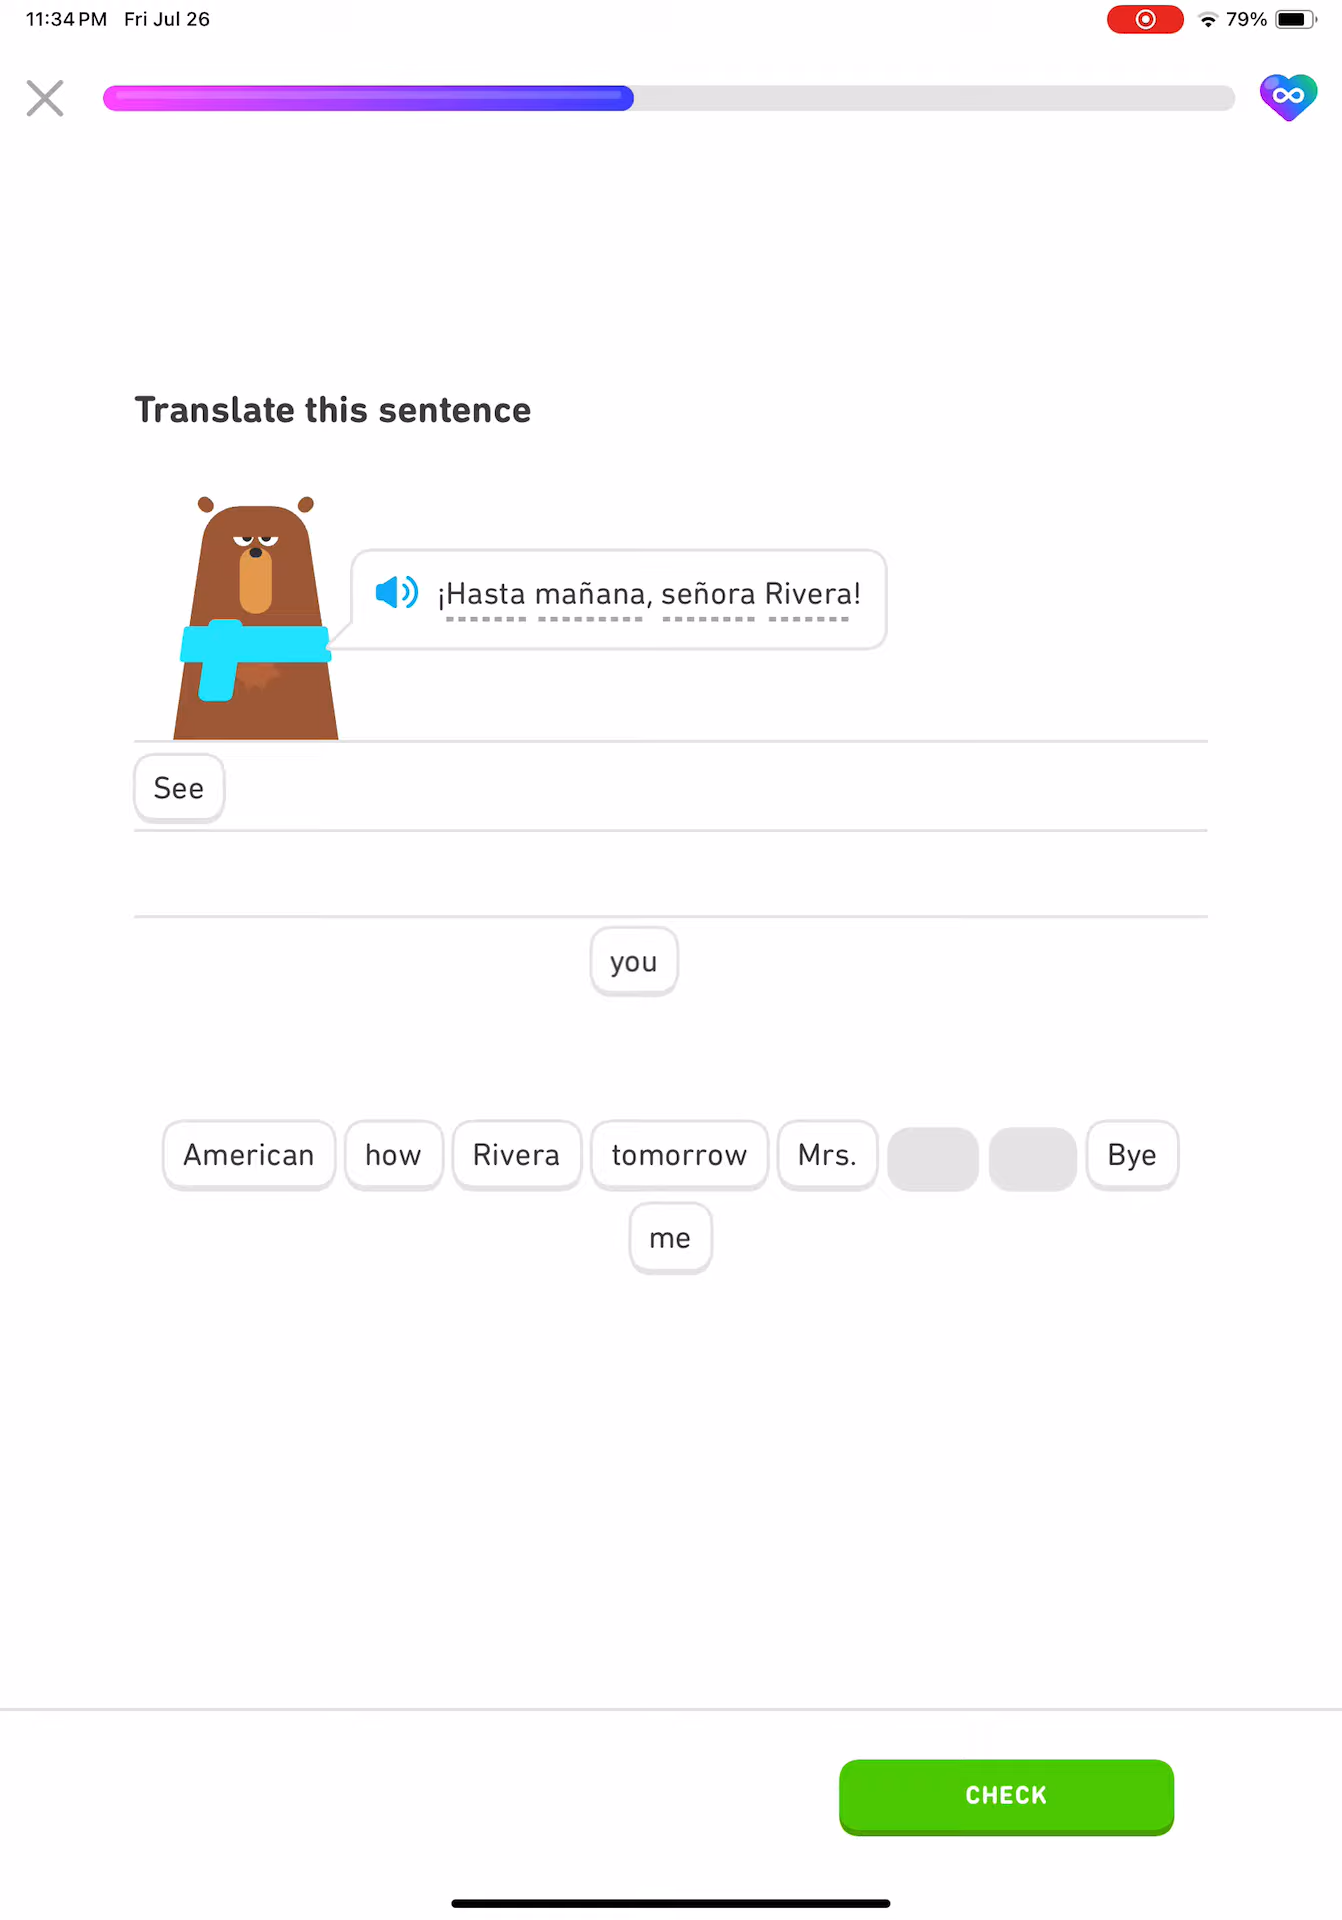 11:34 PM Fri Jul 26 79%
Translate this sentence
¡Hasta mañana, señora Rivera!
See
you
American how Rivera tomorrow Mrs. Bye
me
CHECK